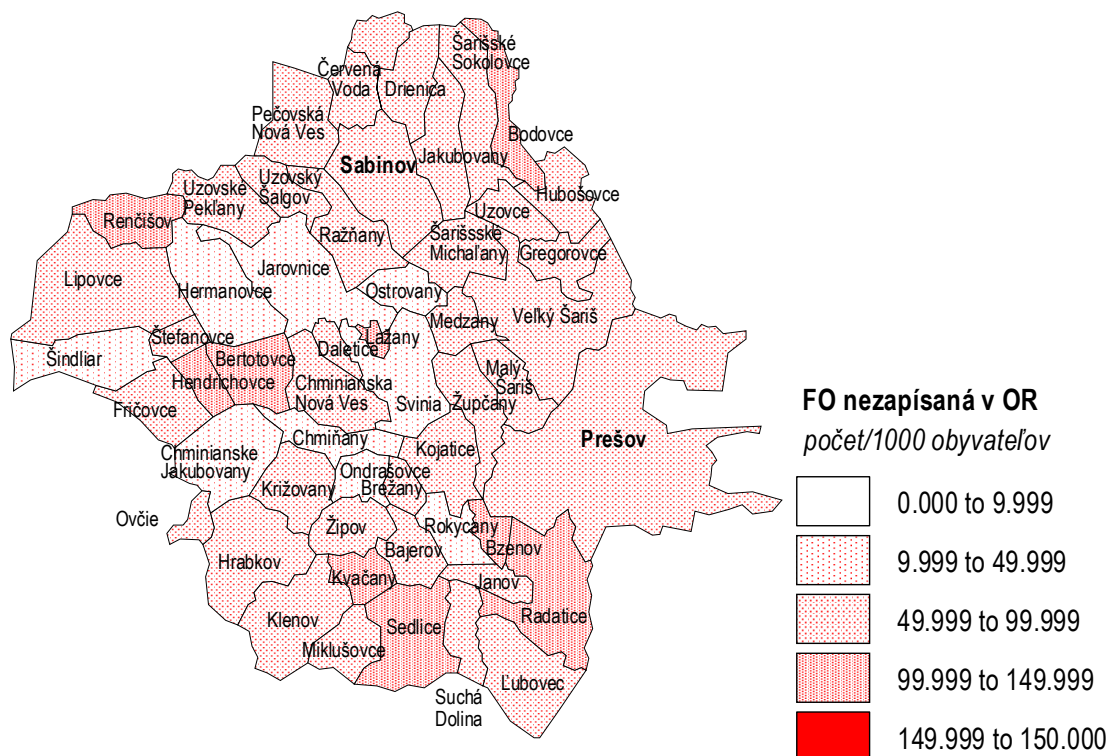 Šarišské
Sokolovce
Červená
Voda
Drienica
Pečovská
Nová Ves
Bodovce
Sabinov
Jakubovany
Hubošovce
Uzovské
Pekľany
Uzovský
Šalgov
Uzovce
Renčišov
Ražňany
Šarišsské
Michaľany
Gregorovce
Lipovce
Jarovnice
Hermanovce
Ostrovany
Veľký Šariš
Medzany
Štefanovce
Lažany
Daletice
Šindliar
Bertotovce
Hendrichovce
Malý
Šariš
Chminianska
Nová Ves
Svinia
Župčany
Fričovce
Chmiňany
Prešov
Kojatice
Chminianske
Jakubovany
Ondrašovce
Brežany
Križovany
Ovčie
Žipov
Rokycany
Bajerov
Bzenov
Hrabkov
Kvačany
Janov
Klenov
Sedlice
Radatice
Miklušovce
Ľubovec
Suchá
Dolina
FO nezapísaná v OR
počet/1000 obyvateľov
0.000 to 9.999
9.999 to 49.999
49.999 to 99.999
99.999 to 149.999
149.999 to 150.000